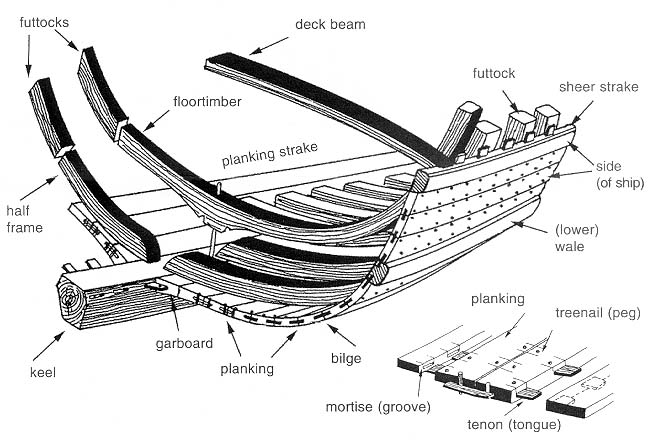 futtocks
deck beam
futtock
sheer strake
floortimber
planking strake
side
(of ship)
half
frame
(lower)
wale
planking
treenail (peg)
garboard
keel
planking
bilge
mortise (groove)
tenon (tongue)